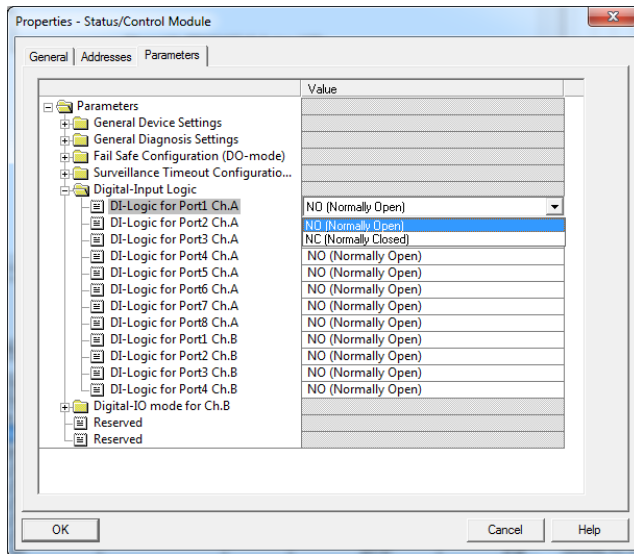 Properties - Status/Control Module
General Addresses Parameters
Value
Parameters
General Device Settings
General Diagnosis Settings
Fail Safe Configuration (DO-mode)
Surveillance Timeout Configuratio...
Digital-Input Logic
DI-Logic for Port1 Ch.A NO (Normally Open)
DI-Logic for Port2 Ch.A NO (Normally Open)
DI-Logic for Port3 Ch.A NC (Normally Closed)
DI-Logic for Port4 Ch.A NO (Normally Open)
DI-Logic for Port5 Ch.A NO (Normally Open)
DI-Logic for Port6 Ch.A NO (Normally Open)
DI-Logic for Port7 Ch.A NO (Normally Open)
DI-Logic for Port8 Ch.A NO (Normally Open)
DI-Logic for Port1 Ch.B NO (Normally Open)
DI-Logic for Port2 Ch.B NO (Normally Open)
DI-Logic for Port3 Ch.B NO (Normally Open)
DI-Logic for Port4 Ch.B NO (Normally Open)
Digital-IO mode for Ch.B
Reserved
Reserved
OK Cancel Help